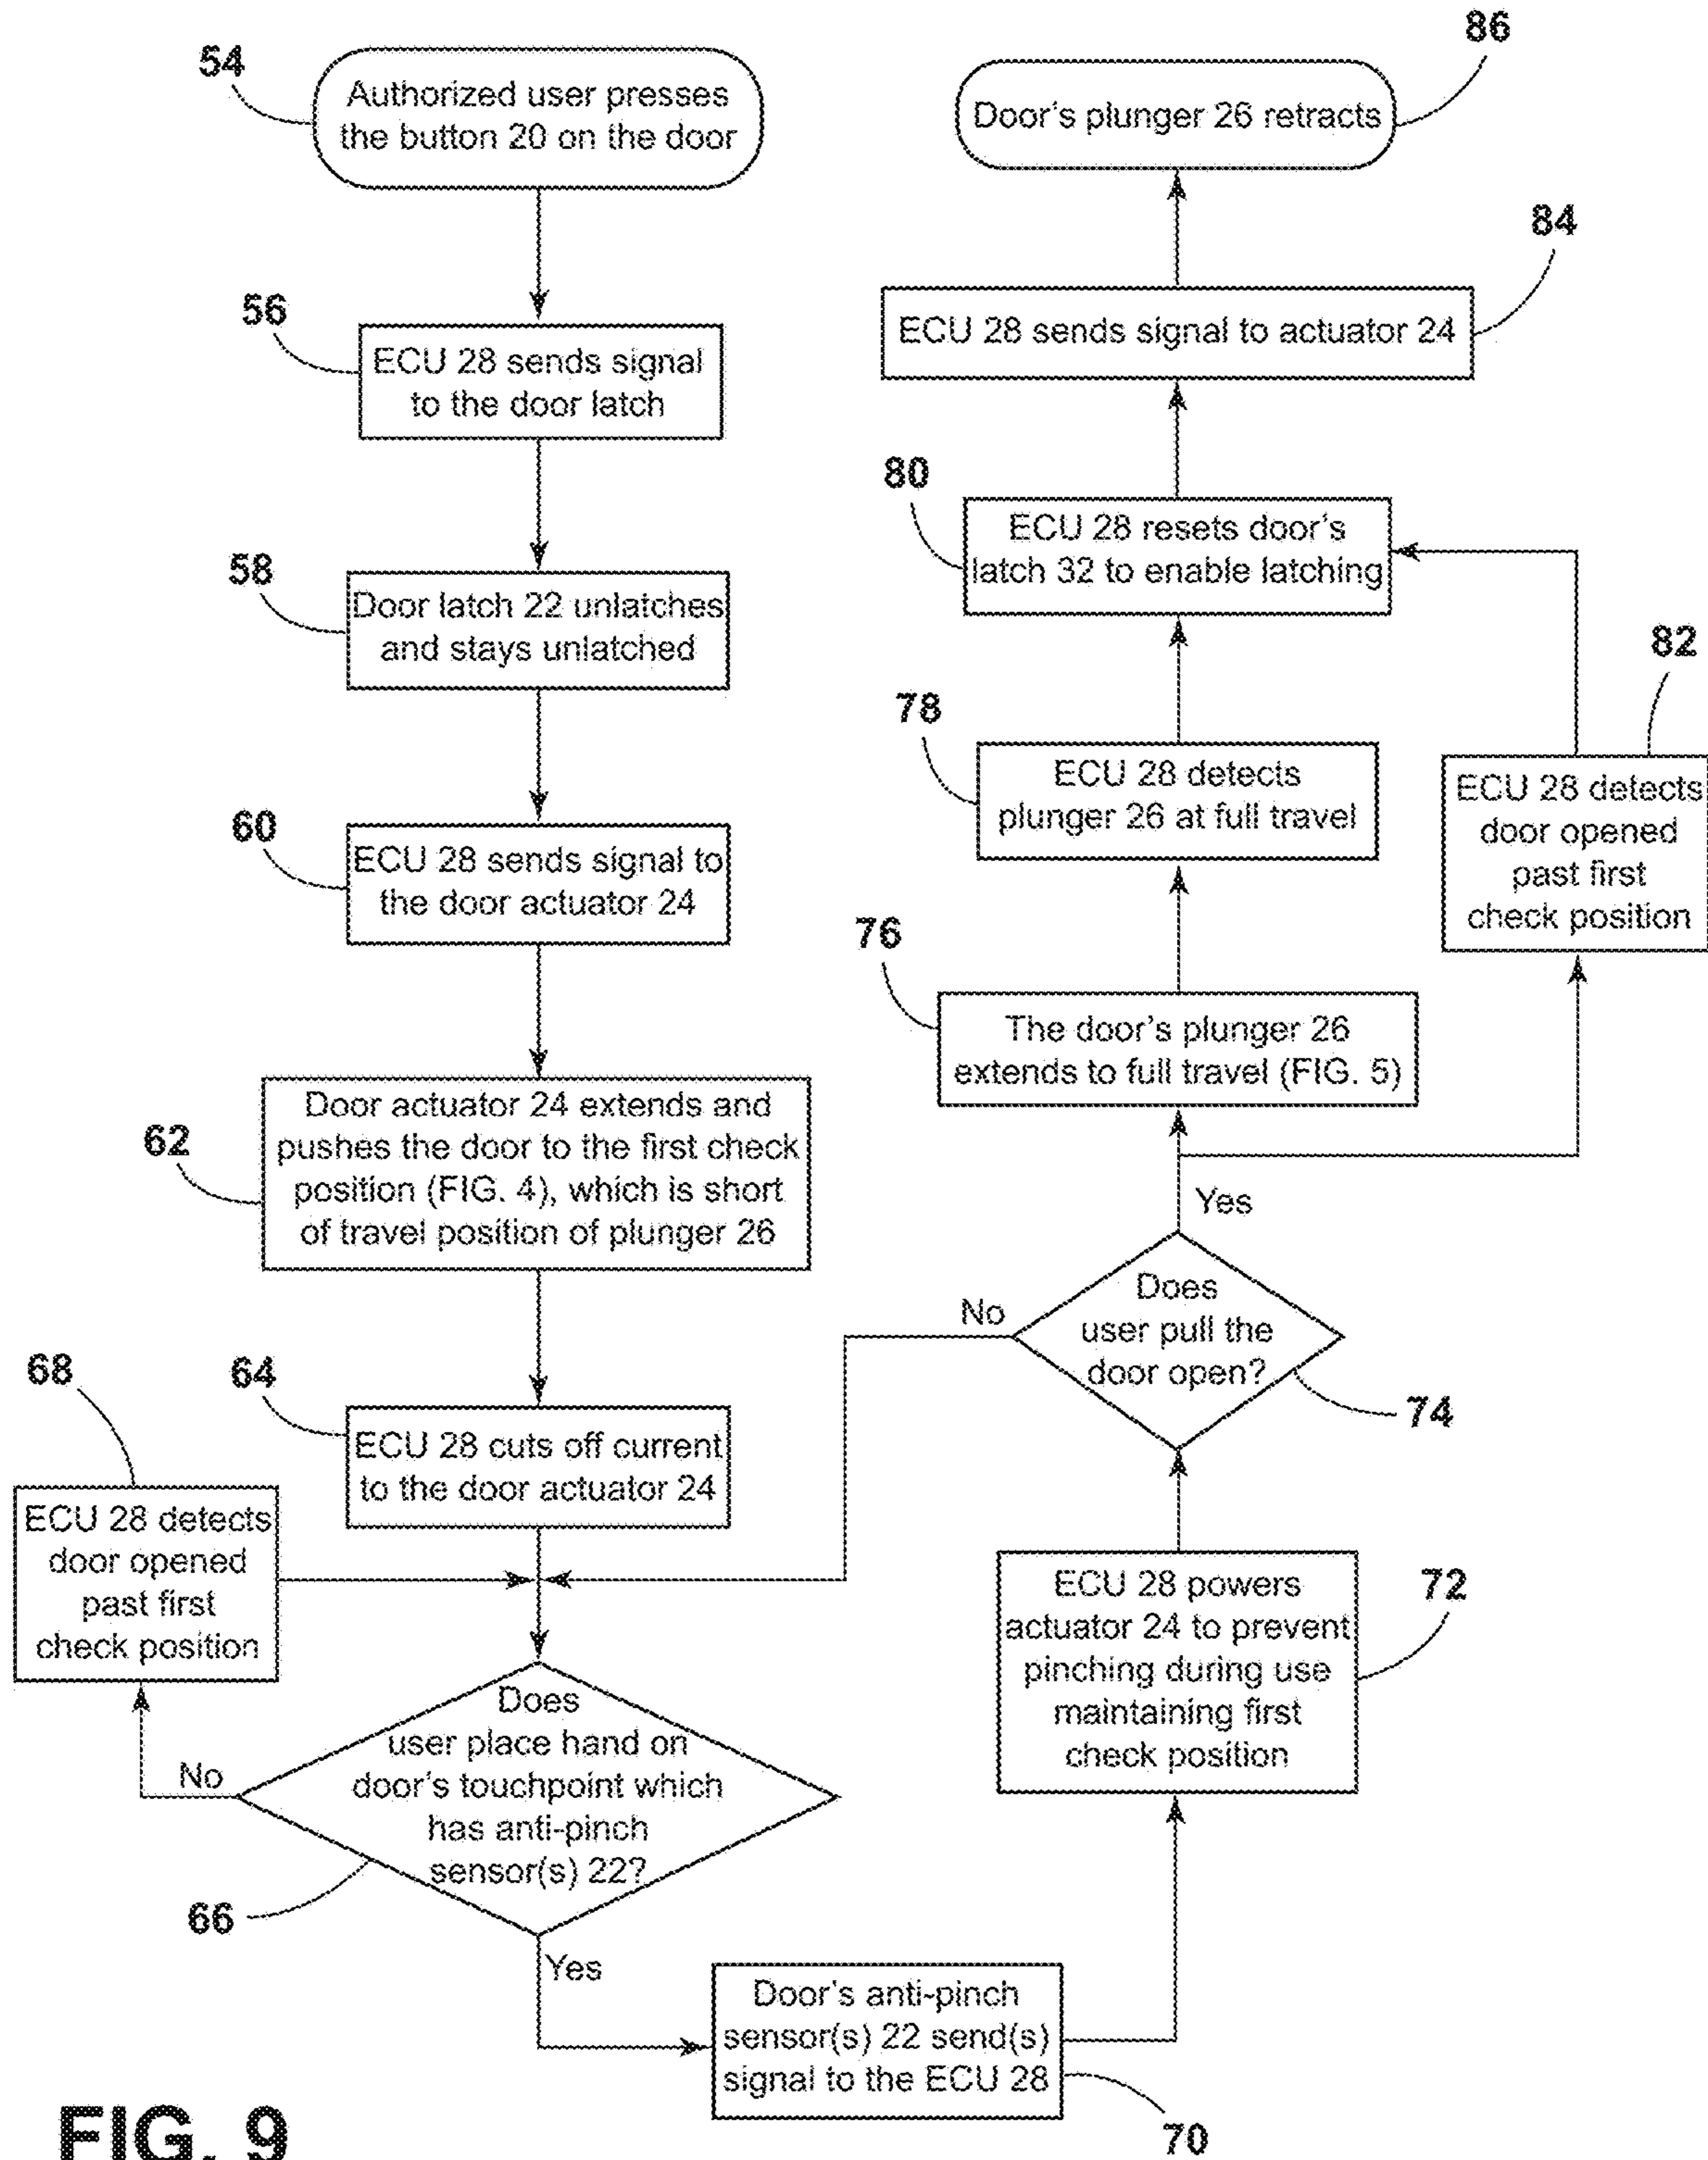 54
Authorized user presses
the button 20 on the door
56
ECU 28 sends signal
to the door latch
58
Door latch 22 unlatches
and stays unlatched
60
ECU 28 sends signal to
the door actuator 24
62
Door actuator 24 extends and
pushes the door to the first check
position (FIG. 4), which is short
of travel position of plunger 26
64
ECU 28 cuts off current
to the door actuator 24
68
ECU 28 detects
door opened
past first
check position
No
Does
user place hand on
door's touchpoint which
has anti-pinch
sensor(s) 22?
66
Yes
Door's anti-pinch
sensor(s) 22 send(s)
signal to the ECU 28
70
72
ECU 28 powers
actuator 24 to prevent
pinching during use
maintaining first
check position
Does
user pull the
door open?
74
No
Yes
76
The door's plunger 26
extends to full travel (FIG. 5)
78
ECU 28 detects
plunger 26 at full travel
82
ECU 28 detects
door opened
past first
check position
80
ECU 28 resets door's
latch 32 to enable latching
84
ECU 28 sends signal to actuator 24
86
Door's plunger 26 retracts
FIG. 9